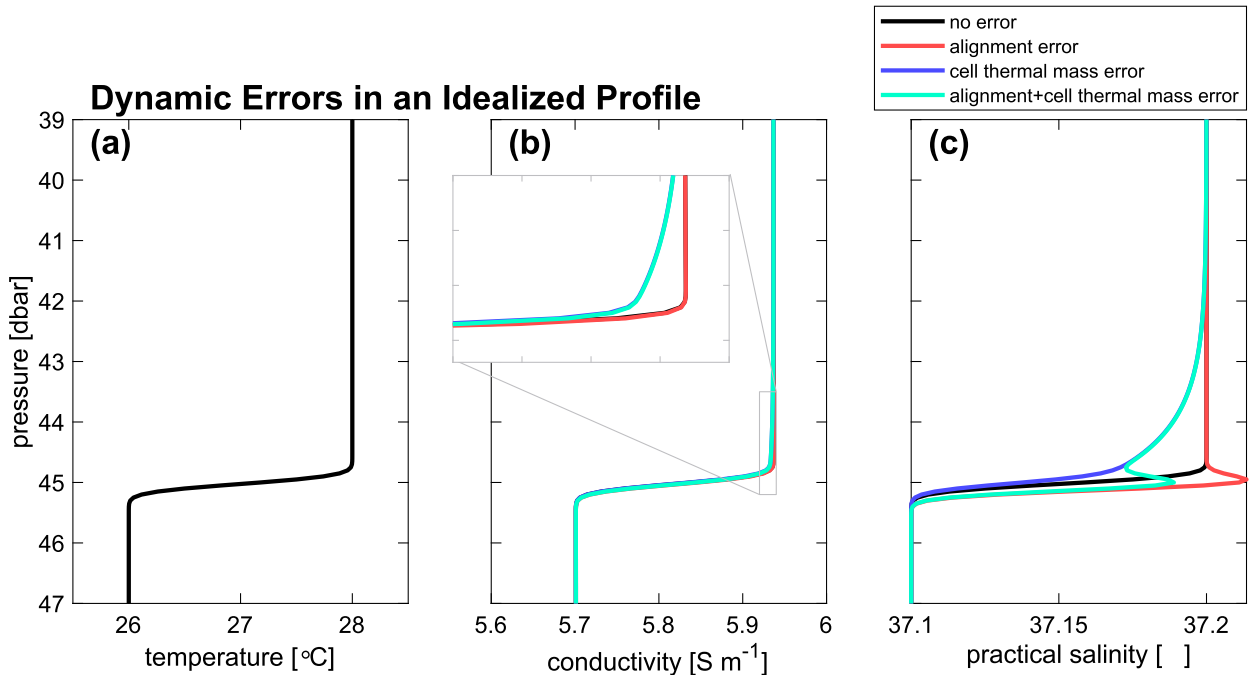 no error
alignment error
cell thermal mass error
alignment+cell thermal mass error
Dynamic Errors in an Idealized Profile
(a)
(b)
(c)
39
40
41
42
43
44
45
46
47
pressure [dbar]
26 27 28
temperature [°C]
5.6 5.7 5.8 5.9 6
conductivity [S m⁻¹]
37.1 37.15 37.2
practical salinity [ ]